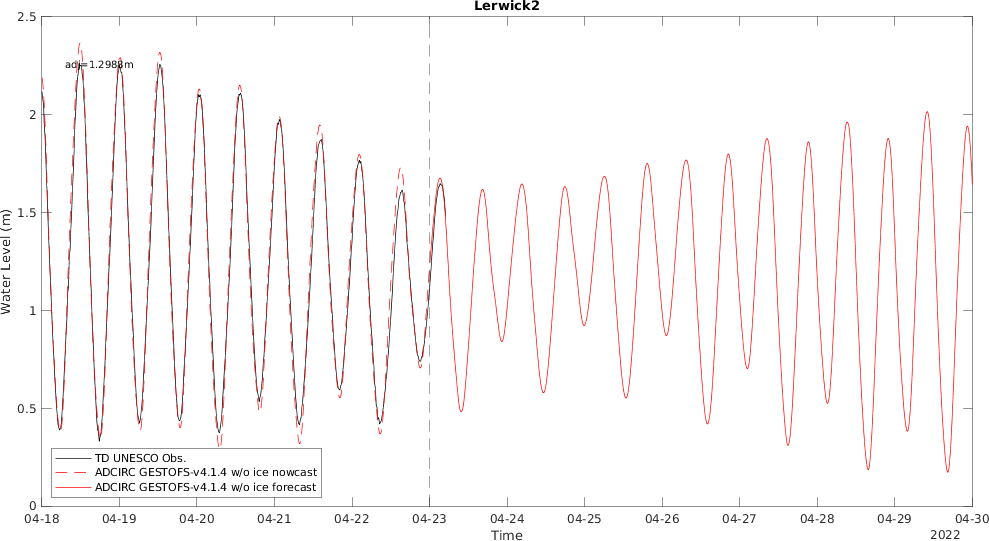 Lerwick2
2.5
2
1.5
1
0.5
0
Water Level (m)
adj=1.2983m
TD UNESCO Obs.
ADCIRC GESTOFS-v4.1.4 w/o ice nowcast
ADCIRC GESTOFS-v4.1.4 w/o ice forecast
04-18 04-19 04-20 04-21 04-22 04-23 04-24 04-25 04-26 04-27 04-28 04-29 04-30
Time
2022